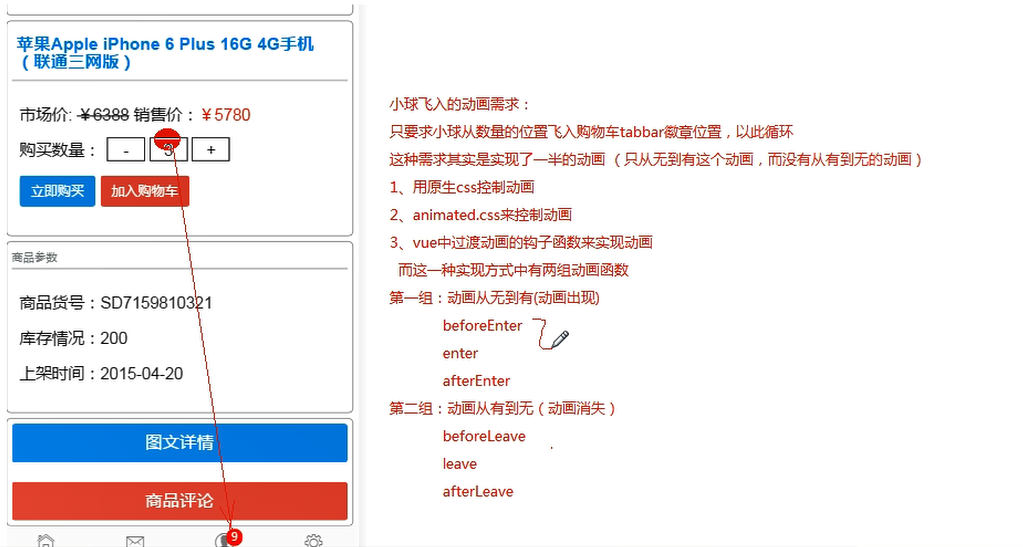 苹果Apple iPhone 6 Plus 16G 4G手机
（联通三网版）
市场价: ￥6388 销售价：￥5780
购买数量： - 3 +
立即购买 加入购物车
商品参数
商品货号：SD7159810321
库存情况：200
上架时间：2015-04-20
图文详情
商品评论
9
小球飞入的动画需求：
只要求小球从数量的位置飞入购物车tabbar徽章位置，以此循环
这种需求其实是实现了一半的动画 （只从无到有这个动画，而没有从有到无的动画）
1、用原生css控制动画
2、animated.css来控制动画
3、vue中过渡动画的钩子函数来实现动画
而这一种实现方式中有两组动画函数
第一组：动画从无到有(动画出现)
beforeEnter
enter
afterEnter
第二组：动画从有到无（动画消失）
beforeLeave
leave
afterLeave